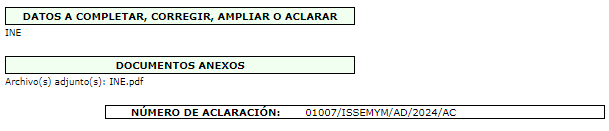 DATOS A COMPLETAR, CORREGIR, AMPLIAR O ACLARAR
INE
DOCUMENTOS ANEXOS
Archivo(s) adjunto(s): INE.pdf
NÚMERO DE ACLARACIÓN: 01007/ISSEMYM/AD/2024/AC